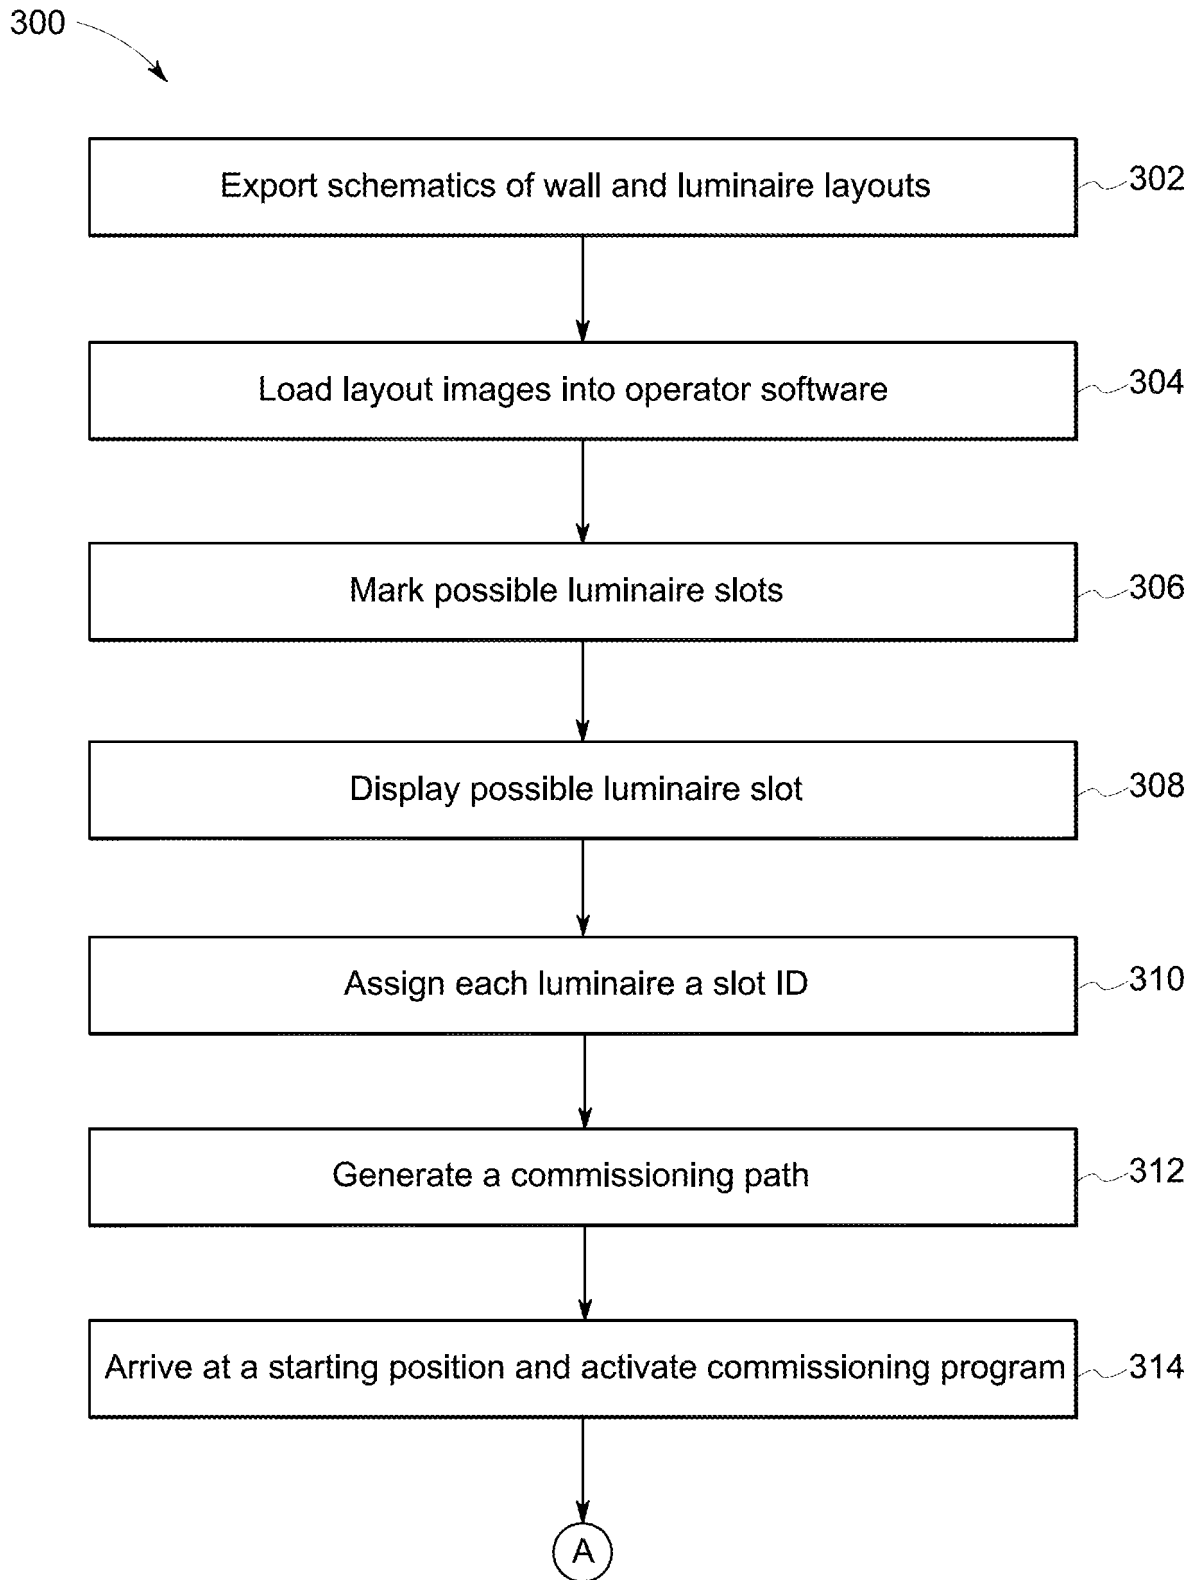 300
Export schematics of wall and luminaire layouts
302
Load layout images into operator software
304
Mark possible luminaire slots
306
Display possible luminaire slot
308
Assign each luminaire a slot ID
310
Generate a commissioning path
312
Arrive at a starting position and activate commissioning program
314
A